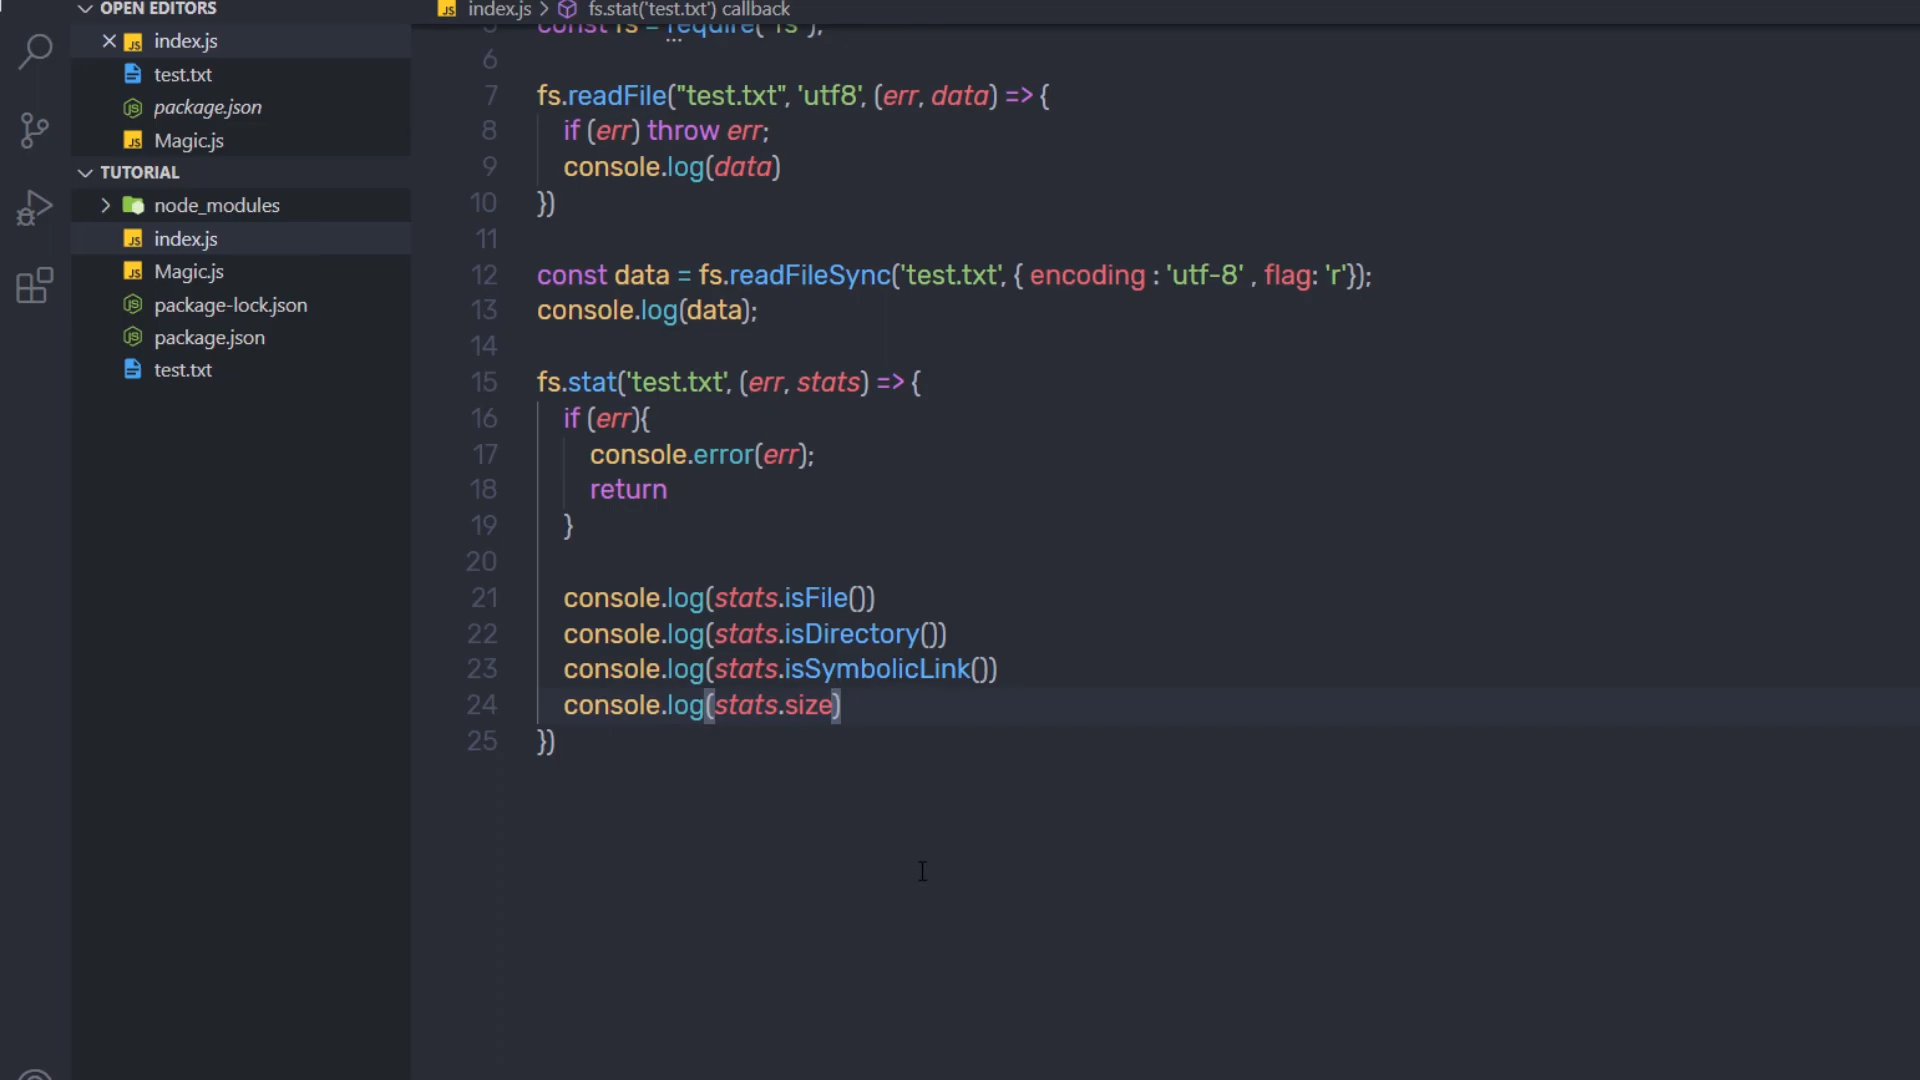 OPEN EDITORS
index.js
test.txt
package.json
Magic.js
TUTORIAL
node_modules
index.js
Magic.js
package-lock.json
package.json
test.txt
index.js > fs.stat('test.txt') callback
5 const fs = require("fs");
6
7 fs.readFile("test.txt", 'utf8', (err, data) => {
8 if (err) throw err;
9 console.log(data)
10 })
11
12 const data = fs.readFileSync('test.txt', { encoding : 'utf-8' , flag: 'r'});
13 console.log(data);
14
15 fs.stat('test.txt', (err, stats) => {
16 if (err){
17 console.error(err);
18 return
19 }
20
21 console.log(stats.isFile())
22 console.log(stats.isDirectory())
23 console.log(stats.isSymbolicLink())
24 console.log(stats.size)
25 })